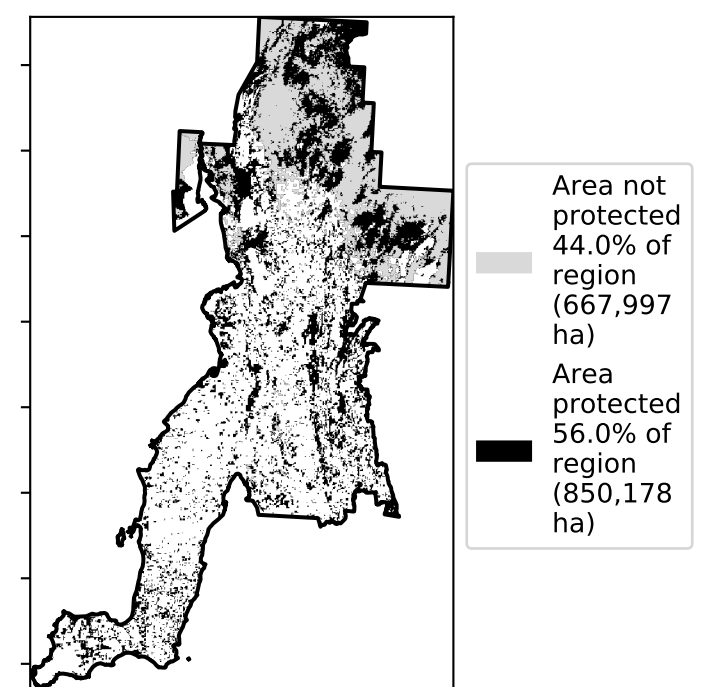 Area not
protected
44.0% of
region
(667,997
ha)
Area
protected
56.0% of
region
(850,178
ha)